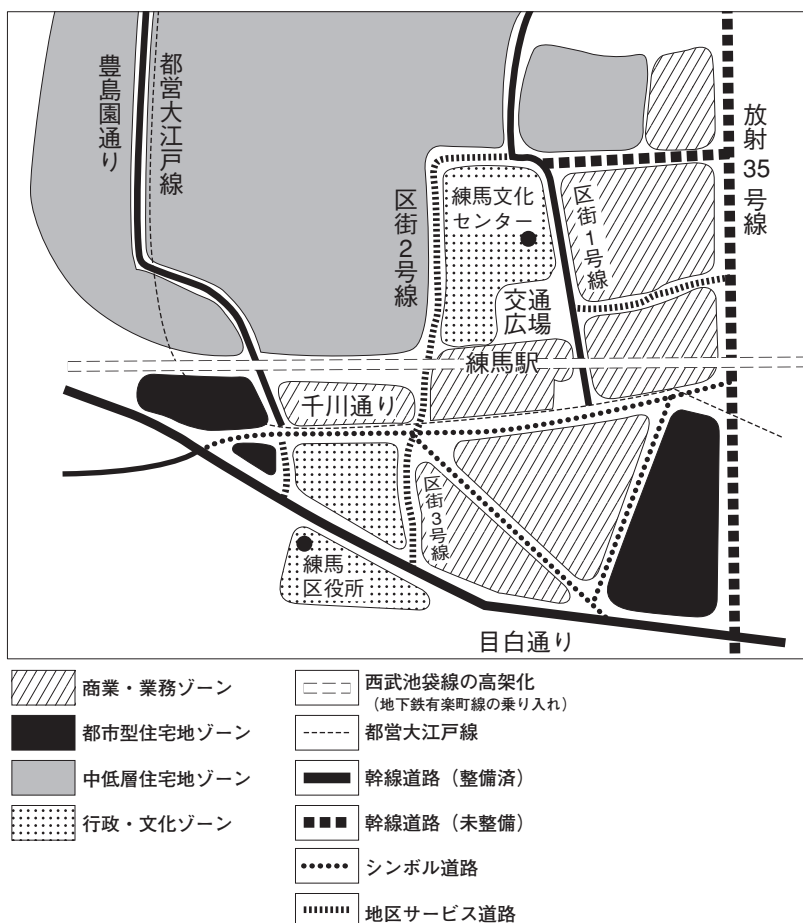 豊島園通り
都営大江戸線
区街2号線
練馬文化
センター
区街1号線
放射35号線
交通
広場
練馬駅
千川通り
区街3号線
練馬
区役所
目白通り
商業・業務ゾーン
都市型住宅地ゾーン
中低層住宅地ゾーン
行政・文化ゾーン
西武池袋線の高架化
(地下鉄有楽町線の乗り入れ)
都営大江戸線
幹線道路(整備済)
幹線道路(未整備)
シンボル道路
地区サービス道路